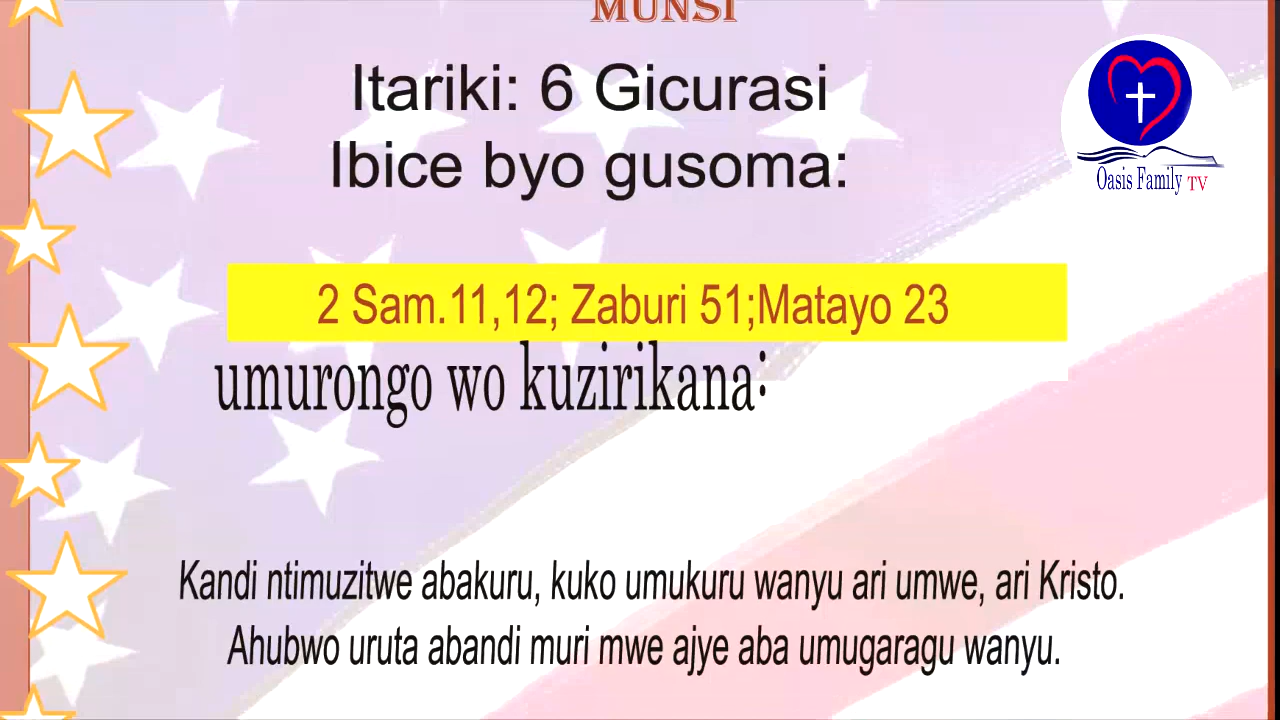 MUNSI
Itariki: 6 Gicurasi
Ibice byo gusoma:
Oasis Family TV
2 Sam.11,12; Zaburi 51;Matayo 23
umurongo wo kuzirikana:
Kandi ntimuzitwe abakuru, kuko umukuru wanyu ari umwe, ari Kristo.
Ahubwo uruta abandi muri mwe ajye aba umugaragu wanyu.